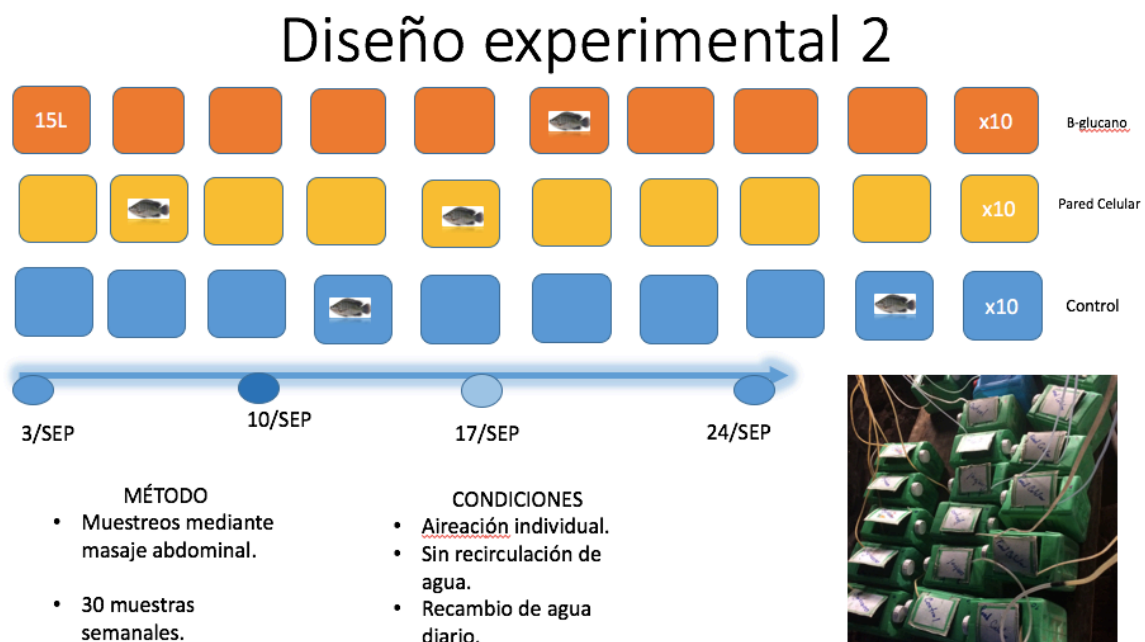 Diseño experimental 2
15L
x10
B-glucano
x10
Pared Celular
x10
Control
3/SEP
10/SEP
17/SEP
24/SEP
MÉTODO
• Muestreos mediante
masaje abdominal.
• 30 muestras
semanales.
CONDICIONES
• Aireación individual.
• Sin recirculación de
agua.
• Recambio de agua
diario.
Control